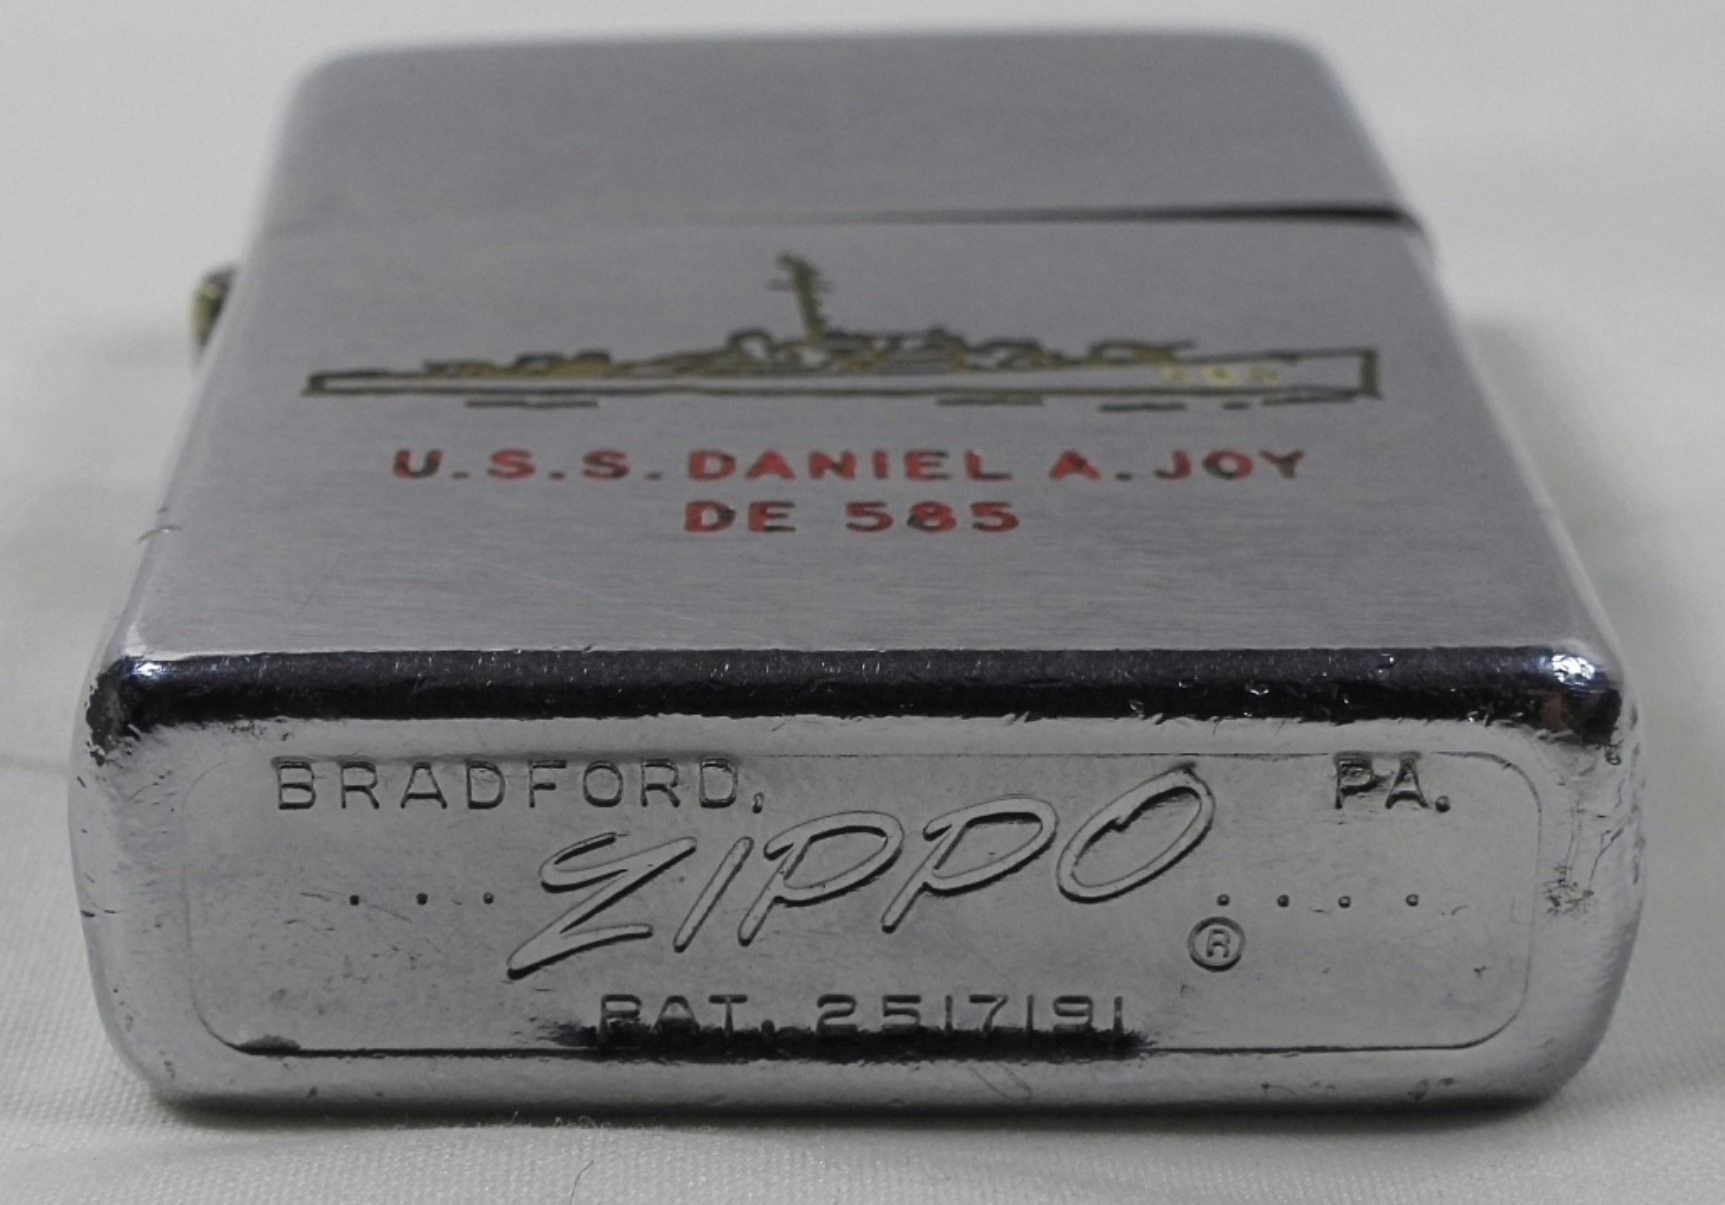 U.S.S. DANIEL A. JOY
DE 585
BRADFORD, PA.
... ZIPPO ....
®
PAT. 2517191